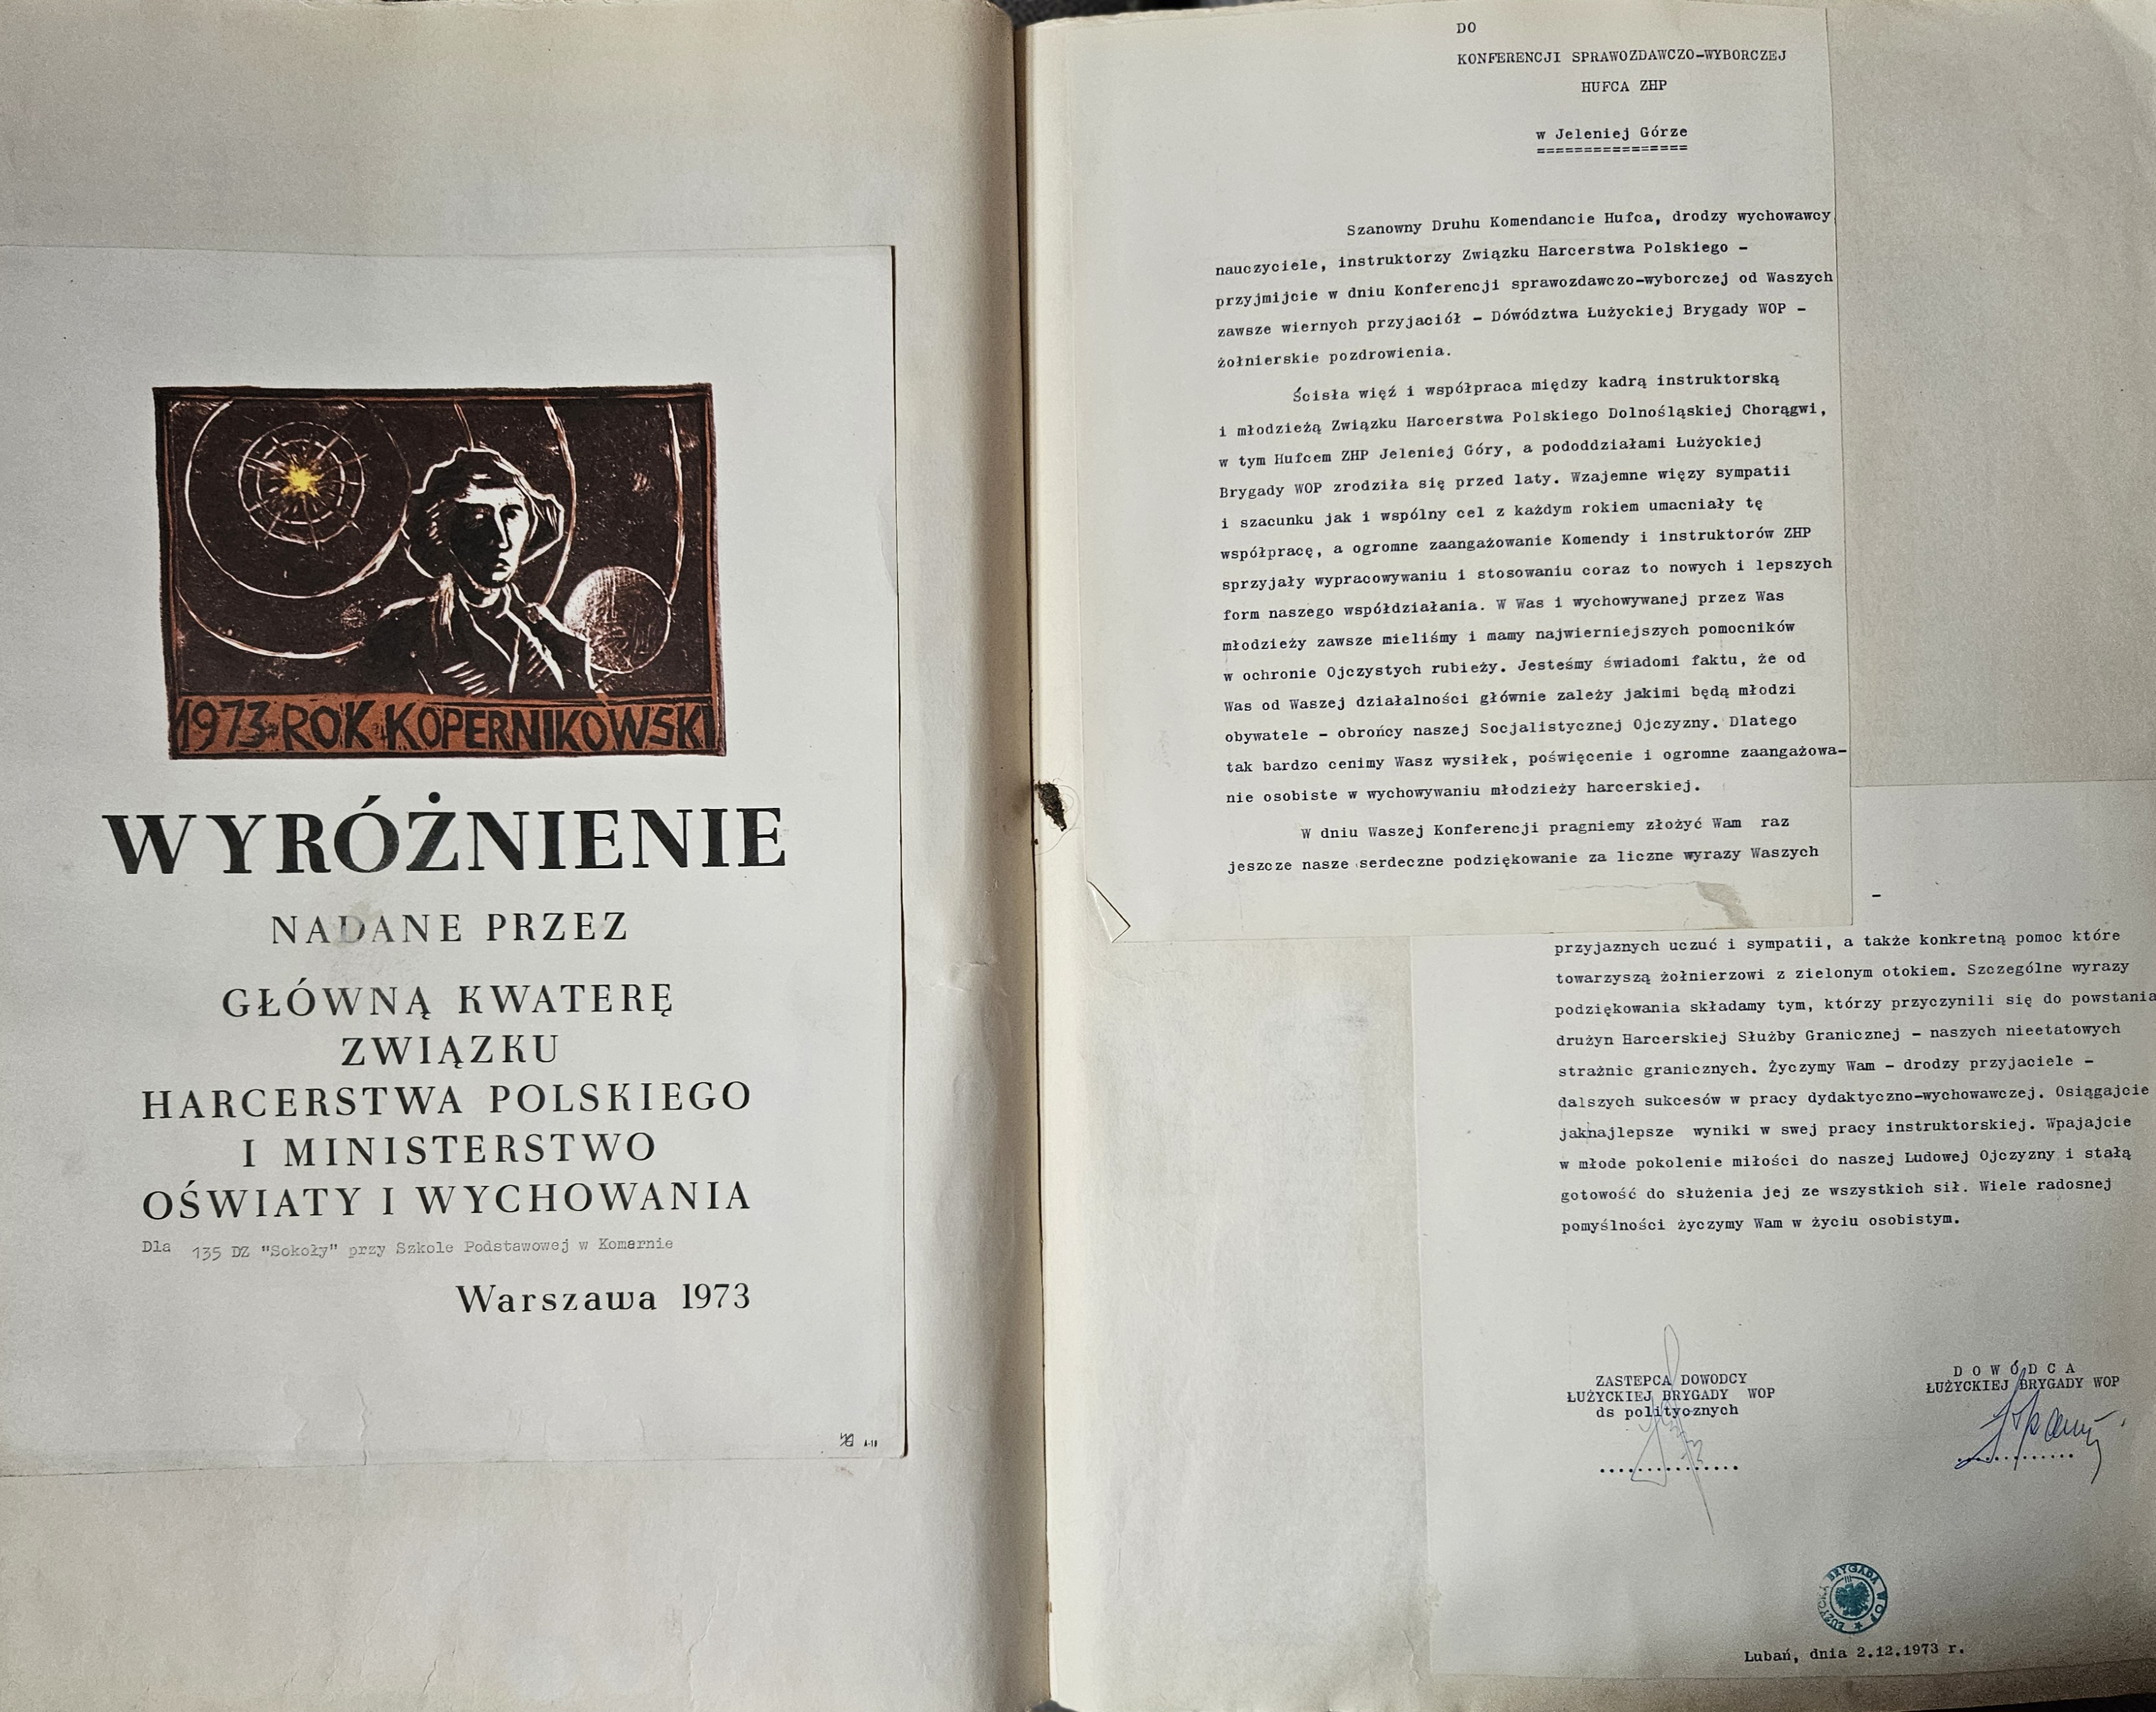 1973 ROK KOPERNIKOWSKI
WYRÓŻNIENIE
NADANE PRZEZ
GŁÓWNĄ KWATERĘ
ZWIĄZKU
HARCERSTWA POLSKIEGO
I MINISTERSTWO
OŚWIATY I WYCHOWANIA
Dla 135 DZ "Sokoły" przy Szkole Podstawowej w Komarnie
Warszawa 1973
DO
KONFERENCJI SPRAWOZDAWCZO-WYBORCZEJ
HUFCA ZHP
w Jeleniej Górze
================
Szanowny Druhu Komendancie Hufca, drodzy wychowawcy,
nauczyciele, instruktorzy Związku Harcerstwa Polskiego -
przyjmijcie w dniu Konferencji sprawozdawczo-wyborczej od Waszych
zawsze wiernych przyjaciół - Dówództwa Łużyckiej Brygady WOP -
żołnierskie pozdrowienia.
Ścisła więź i współpraca między kadrą instruktorską
i młodzieżą Związku Harcerstwa Polskiego Dolnośląskiej Chorągwi,
w tym Hufcem ZHP Jeleniej Góry, a pododdziałami Łużyckiej
Brygady WOP zrodziła się przed laty. Wzajemne więzy sympatii
i szacunku jak i wspólny cel z każdym rokiem umacniały tę
współpracę, a ogromne zaangażowanie Komendy i instruktorów ZHP
sprzyjały wypracowywaniu i stosowaniu coraz to nowych i lepszych
form naszego współdziałania. W Was i wychowywanej przez Was
młodzieży zawsze mieliśmy i mamy najwierniejszych pomocników
w ochronie Ojczystych rubieży. Jesteśmy świadomi faktu, że od
Was od Waszej działalności głównie zależy jakimi będą młodzi
obywatele - obrońcy naszej Socjalistycznej Ojczyzny. Dlatego
tak bardzo cenimy Wasz wysiłek, poświęcenie i ogromne zaangażowa-
nie osobiste w wychowywaniu młodzieży harcerskiej.
W dniu Waszej Konferencji pragniemy złożyć Wam raz
jeszcze nasze serdeczne podziękowanie za liczne wyrazy Waszych
-
przyjaznych uczuć i sympatii, a także konkretną pomoc które
towarzyszą żołnierzowi z zielonym otokiem. Szczególne wyrazy
podziękowania składamy tym, którzy przyczynili się do powstania
drużyn Harcerskiej Służby Granicznej - naszych nieetatowych
strażnic granicznych. Życzymy Wam - drodzy przyjaciele -
dalszych sukcesów w pracy dydaktyczno-wychowawczej. Osiągajcie
jaknajlepsze wyniki w swej pracy instruktorskiej. Wpajajcie
w młode pokolenie miłości do naszej Ludowej Ojczyzny i stałą
gotowość do służenia jej ze wszystkich sił. Wiele radosnej
pomyślności życzymy Wam w życiu osobistym.
ZASTEPCA DOWODCY
ŁUŻYCKIEJ BRYGADY WOP
ds politycznych
DOWÓDCA
ŁUŻYCKIEJ BRYGADY WOP
ŁUŻYCKA BRYGADA WOP
Lubań, dnia 2.12.1973 r.